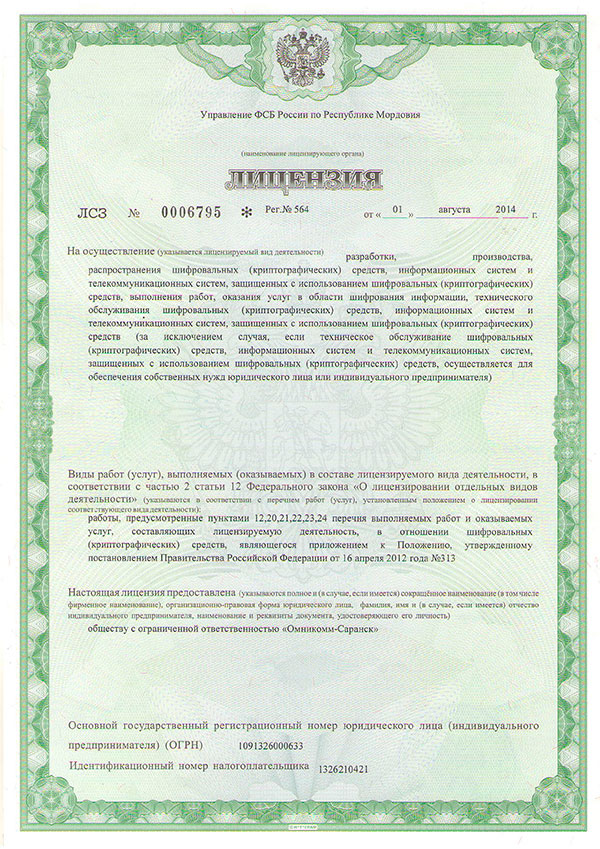 Управление ФСБ России по Республике Мордовия
(наименование лицензирующего органа)
ЛИЦЕНЗИЯ
ЛСЗ № 0006795 * Рег.№ 564 от « 01 » августа 2014 г.
На осуществление (указывается лицензируемый вид деятельности) разработки, производства,
распространения шифровальных (криптографических) средств, информационных систем и
телекоммуникационных систем, защищенных с использованием шифровальных (криптографических)
средств, выполнения работ, оказания услуг в области шифрования информации, технического
обслуживания шифровальных (криптографических) средств, информационных систем и
телекоммуникационных систем, защищенных с использованием шифровальных (криптографических)
средств (за исключением случая, если техническое обслуживание шифровальных
(криптографических) средств, информационных систем и телекоммуникационных систем,
защищенных с использованием шифровальных (криптографических) средств, осуществляется для
обеспечения собственных нужд юридического лица или индивидуального предпринимателя)
Виды работ (услуг), выполняемых (оказываемых) в составе лицензируемого вида деятельности, в
соответствии с частью 2 статьи 12 Федерального закона «О лицензировании отдельных видов
деятельности» (указываются в соответствии с перечнем работ (услуг), установленным положением о лицензировании
соответствующего вида деятельности):
работы, предусмотренные пунктами 12,20,21,22,23,24 перечня выполняемых работ и оказываемых
услуг, составляющих лицензируемую деятельность, в отношении шифровальных
(криптографических) средств, являющегося приложением к Положению, утвержденному
постановлением Правительства Российской Федерации от 16 апреля 2012 года №313
Настоящая лицензия предоставлена (указываются полное и (в случае, если имеется) сокращённое наименование (в том числе
фирменное наименование), организационно-правовая форма юридического лица, фамилия, имя и (в случае, если имеется) отчество
индивидуального предпринимателя, наименование и реквизиты документа, удостоверяющего его личность)
обществу с ограниченной ответственностью «Омникомм-Саранск»
Основной государственный регистрационный номер юридического лица (индивидуального
предпринимателя) (ОГРН) 1091326000633
Идентификационный номер налогоплательщика 1326210421